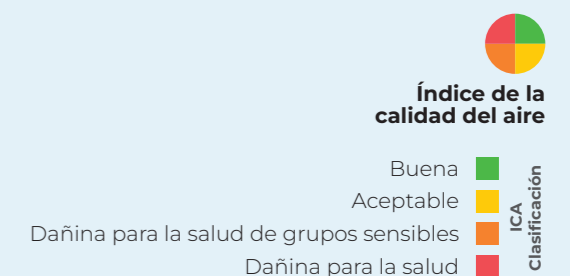 Índice de la
calidad del aire
Buena
Aceptable
Dañina para la salud de grupos sensibles
Dañina para la salud
ICA
Clasificación